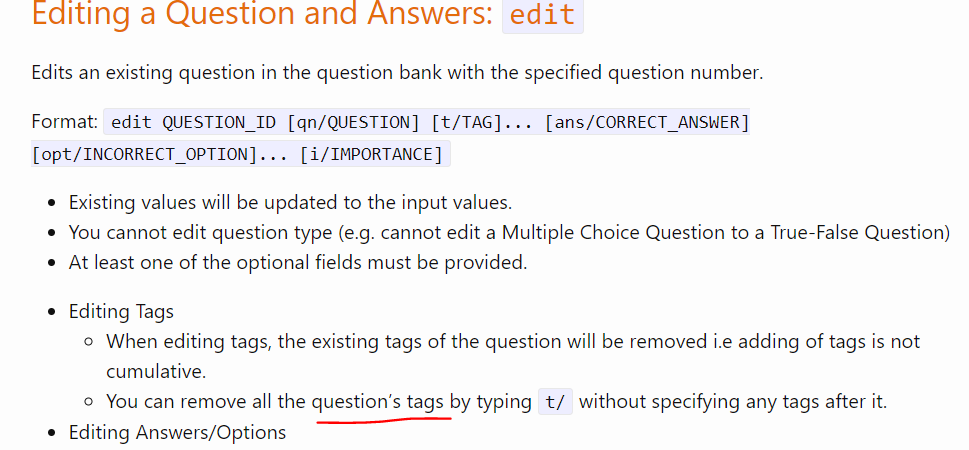 Editing a Question and Answers: edit
Edits an existing question in the question bank with the specified question number.
Format: edit QUESTION_ID [qn/QUESTION] [t/TAG]... [ans/CORRECT_ANSWER]
[opt/INCORRECT_OPTION]... [i/IMPORTANCE]
• Existing values will be updated to the input values.
• You cannot edit question type (e.g. cannot edit a Multiple Choice Question to a True-False Question)
• At least one of the optional fields must be provided.
• Editing Tags
○ When editing tags, the existing tags of the question will be removed i.e adding of tags is not
cumulative.
○ You can remove all the question’s tags by typing t/ without specifying any tags after it.
• Editing Answers/Options